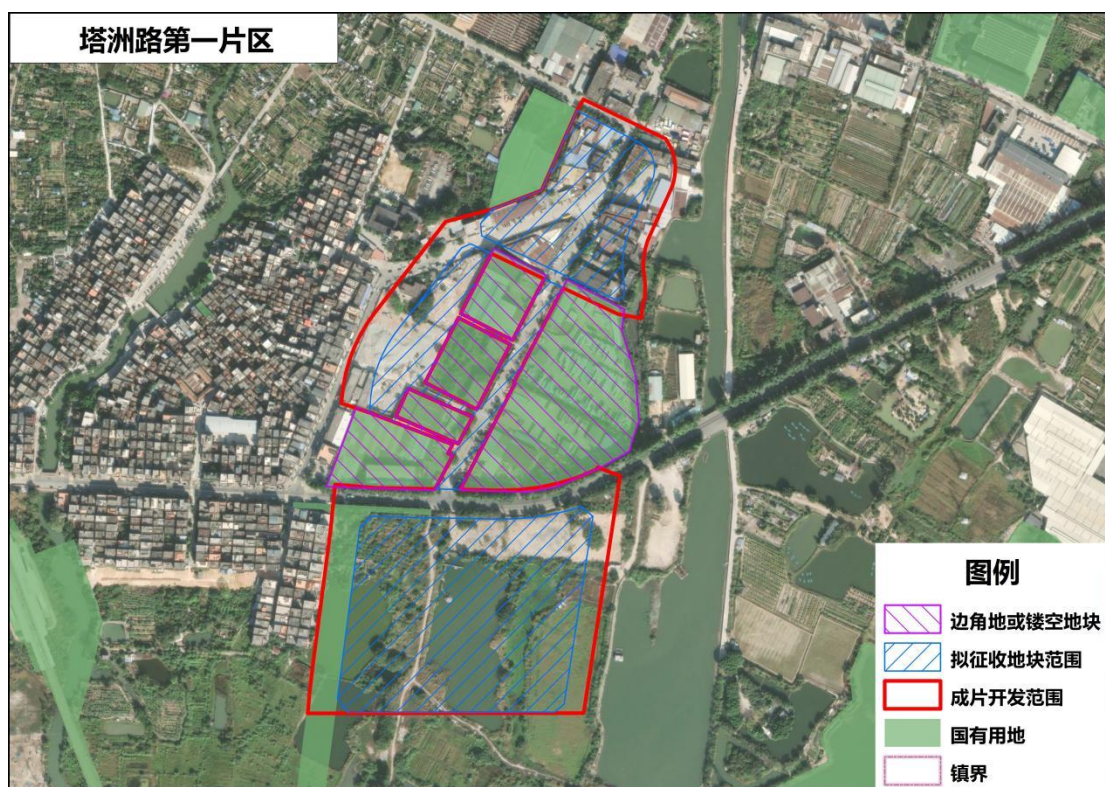 塔洲路第一片区
图例
边角地或镂空地块
拟征收地块范围
成片开发范围
国有用地
镇界